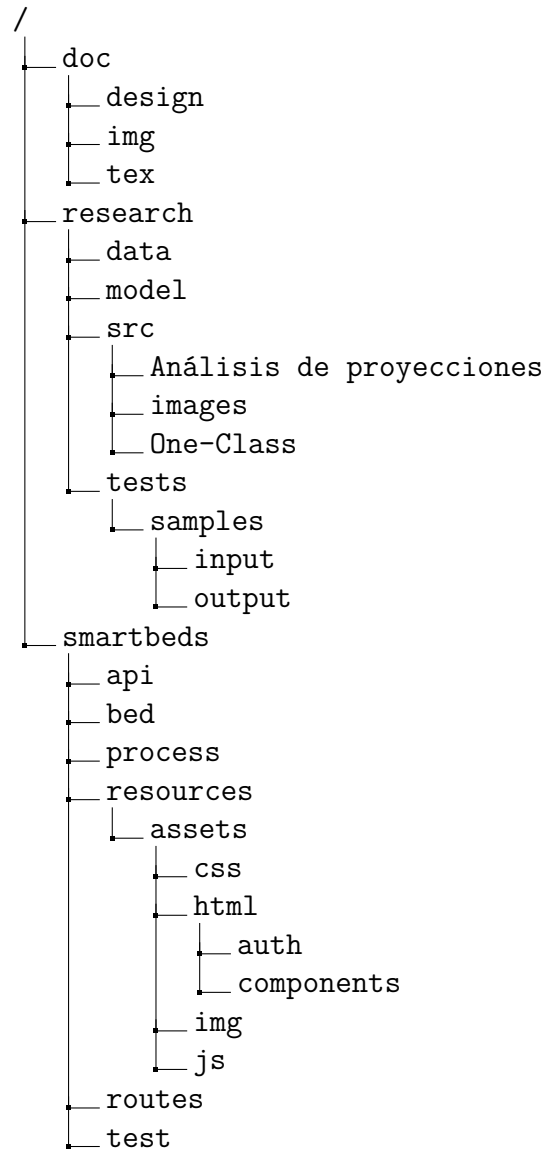 /
doc
design
img
tex
research
data
model
src
Análisis de proyecciones
images
One-Class
tests
samples
input
output
smartbeds
api
bed
process
resources
assets
css
html
auth
components
img
js
routes
test